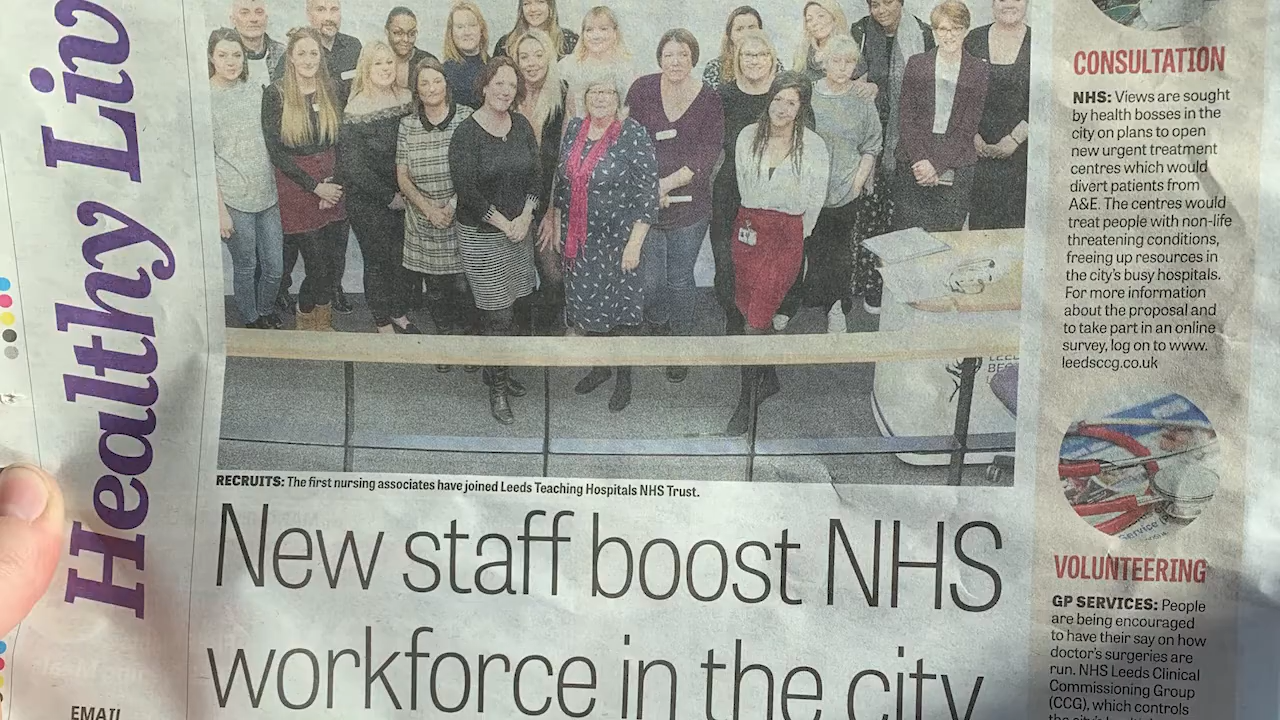 Healthy Liv
EMAIL
RECRUITS: The first nursing associates have joined Leeds Teaching Hospitals NHS Trust.
New staff boost NHS
workforce in the city
CONSULTATION
NHS: Views are sought
by health bosses in the
city on plans to open
new urgent treatment
centres which would
divert patients from
A&E. The centres would
treat people with non-life
threatening conditions,
freeing up resources in
the city's busy hospitals.
For more information
about the proposal and
to take part in an online
survey, log on to www.
leedsccg.co.uk
Service
VOLUNTEERING
GP SERVICES: People
are being encouraged
to have their say on how
doctor's surgeries are
run. NHS Leeds Clinical
Commissioning Group
(CCG), which controls